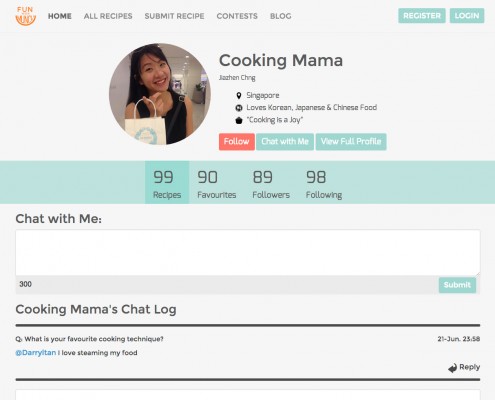 FUN
HOME ALL RECIPES SUBMIT RECIPE CONTESTS BLOG REGISTER LOGIN
Cooking Mama
Jiazhen Chng
Singapore
Loves Korean, Japanese & Chinese Food
"Cooking is a Joy"
Follow Chat with Me View Full Profile
99 90 89 98
Recipes Favourites Followers Following
Chat with Me:
300 Submit
Cooking Mama's Chat Log
Q: What is your favourite cooking technique? 21-Jun. 23:58
@Darryltan I love steaming my food
Reply